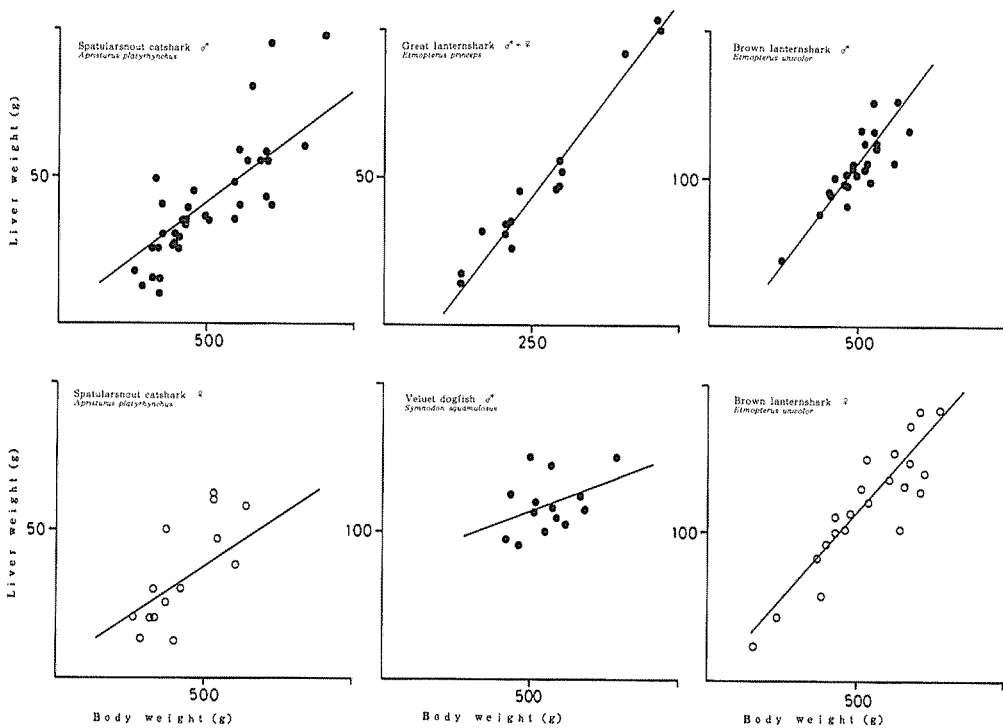 Spatularsnout catshark ♂
Apristurus platyrhynchus
Great lanternshark ♂+♀
Etmopterus princeps
Brown lanternshark ♂
Etmopterus unicolor
Liver weight (g)
50
50
100
500
250
500
Spatularsnout catshark ♀
Apristurus platyrhynchus
Velvet dogfish ♂
Symnodon squamulosus
Brown lanternshark ♀
Etmopterus unicolor
Liver weight (g)
50
100
100
500
500
500
Body weight (g)
Body weight (g)
Body weight (g)